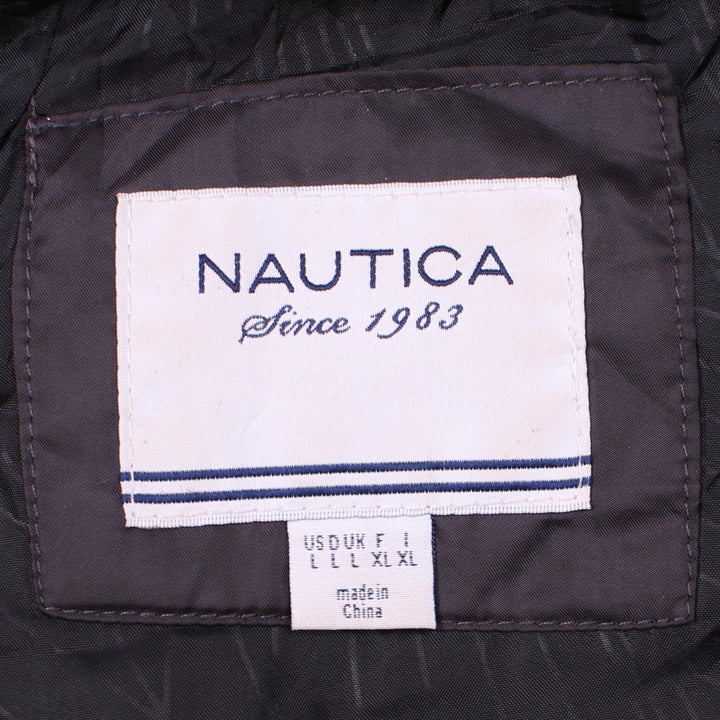 NAUTICA
Since 1983
US D UK F I
L L L XL XL
made in
China